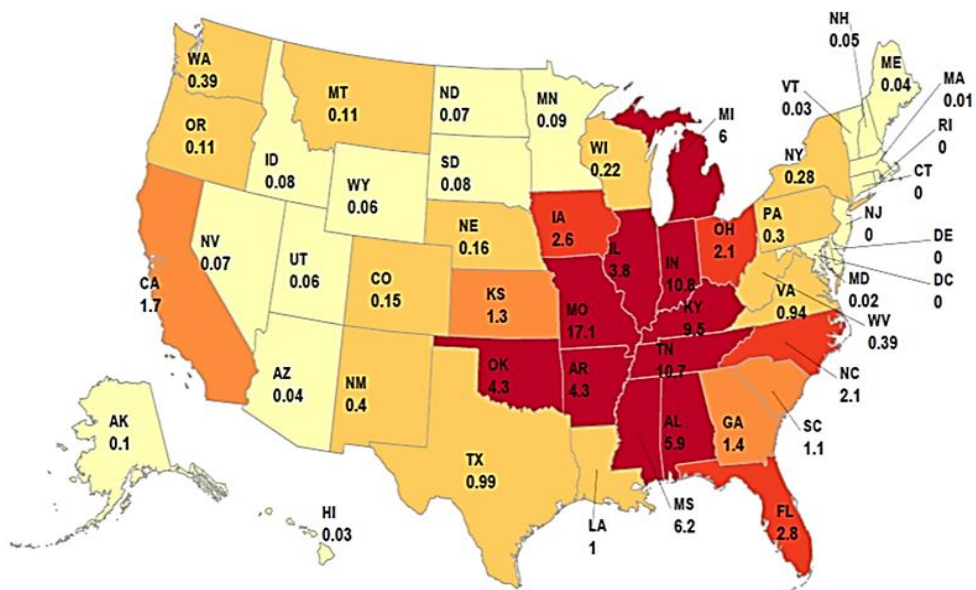 NH
0.05
ME
0.04
MA
0.01
VT
0.03
RI
0
WA
0.39
MT
0.11
ND
0.07
MN
0.09
MI
6
OR
0.11
ID
0.08
SD
0.08
WI
0.22
NY
0.28
CT
0
WY
0.06
PA
0.3
NJ
0
NV
0.07
UT
0.06
NE
0.16
IA
2.6
IL
3.8
IN
10.8
OH
2.1
DE
0
CA
1.7
CO
0.15
KS
1.3
MO
17.1
KY
9.5
VA
0.94
MD
0.02
DC
0
WV
0.39
AZ
0.04
NM
0.4
OK
4.3
AR
4.3
TN
10.7
NC
2.1
AK
0.1
TX
0.99
AL
5.9
GA
1.4
SC
1.1
HI
0.03
LA
1
MS
6.2
FL
2.8